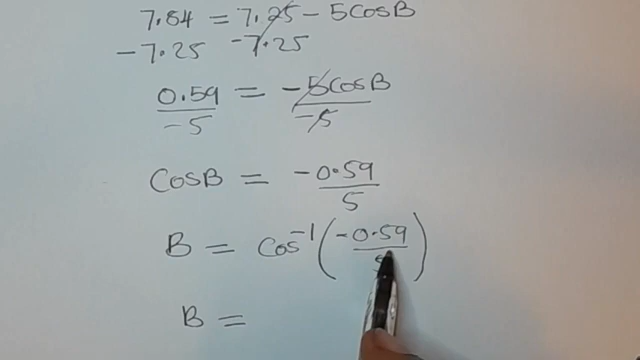 7.84 = 7.25 - 5cosB
-7.25 -7.25
0.59/-5 = -5cosB/-5
CosB = -0.59/5
B = Cos⁻¹(-0.59/5)
B =